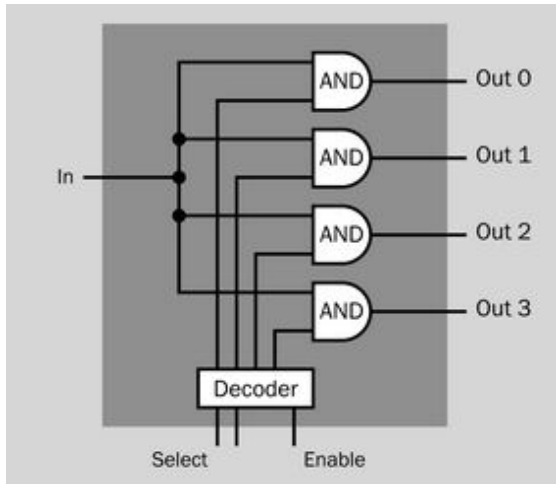 AND
Out 0
AND
Out 1
In
AND
Out 2
AND
Out 3
Decoder
Select
Enable